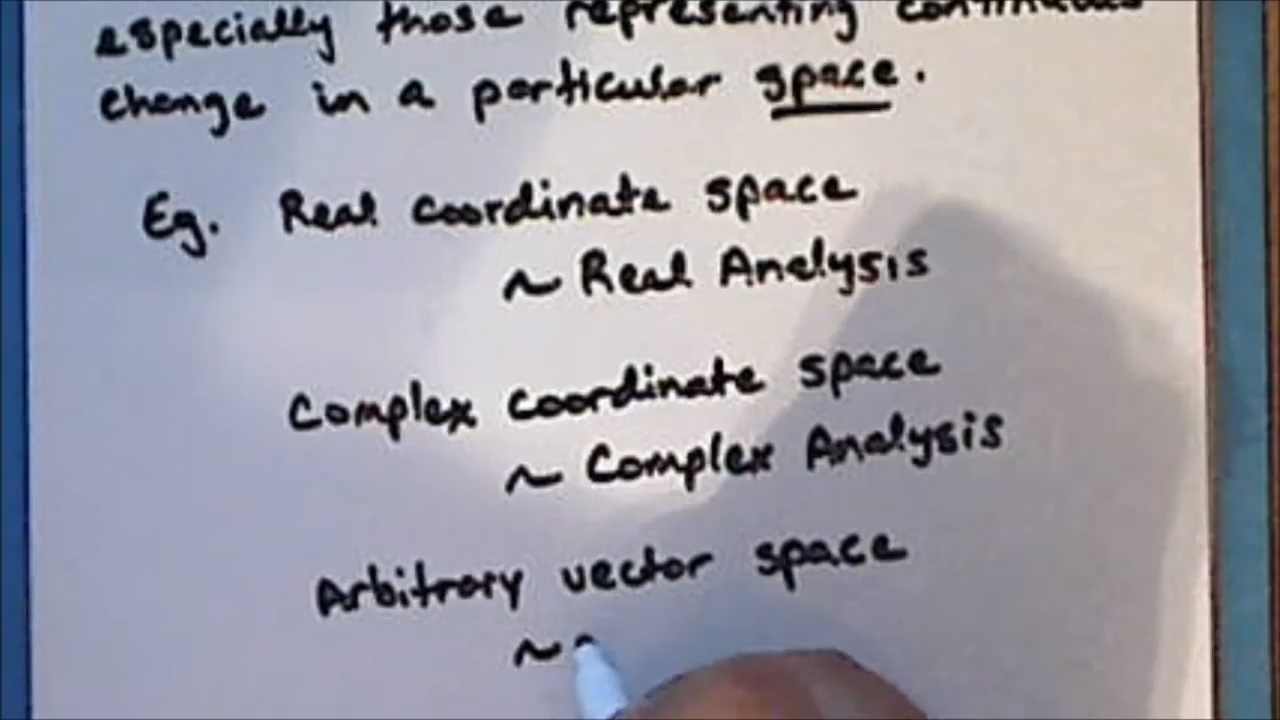 especially those representing continuous
change in a particular space.
Eg. Real coordinate space
~ Real Analysis
Complex coordinate space
~ Complex Analysis
Arbitrary vector space
~